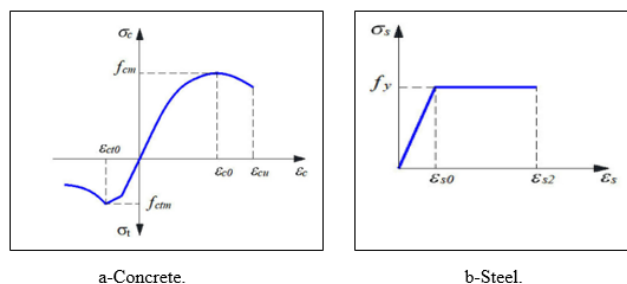 σc
fcm
εct0
εc0
εcu
εc
fctm
σt
a-Concrete.
σs
fy
εs0
εs2
εs
b-Steel.